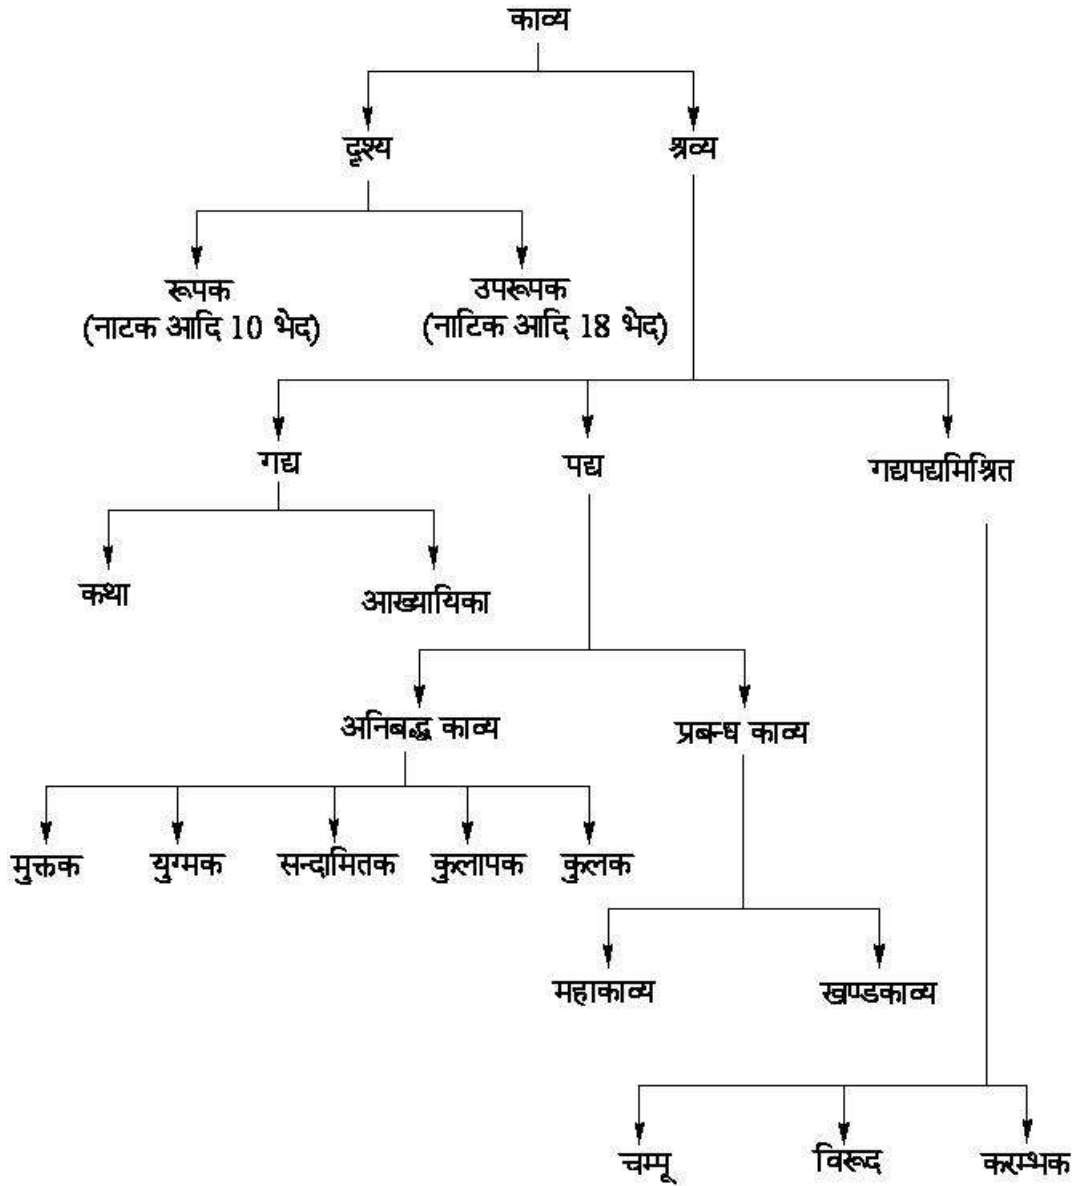 काव्य
दृश्य
श्रव्य
रूपक
(नाटक आदि 10 भेद)
उपरूपक
(नाटिक आदि 18 भेद)
गद्य
पद्य
गद्यपद्यमिश्रित
कथा
आख्यायिका
अनिबद्ध काव्य
प्रबन्ध काव्य
मुक्तक
युग्मक
सन्दामितक
कुलापक
कुलक
महाकाव्य
खण्डकाव्य
चम्पू
विरूद
करम्भक